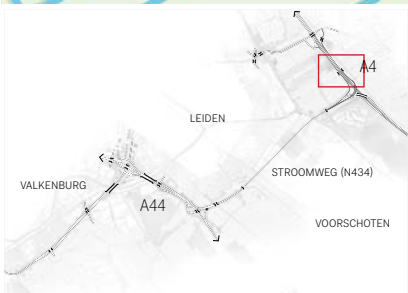 A4
LEIDEN
STROOMWEG (N434)
VALKENBURG
A44
VOORSCHOTEN